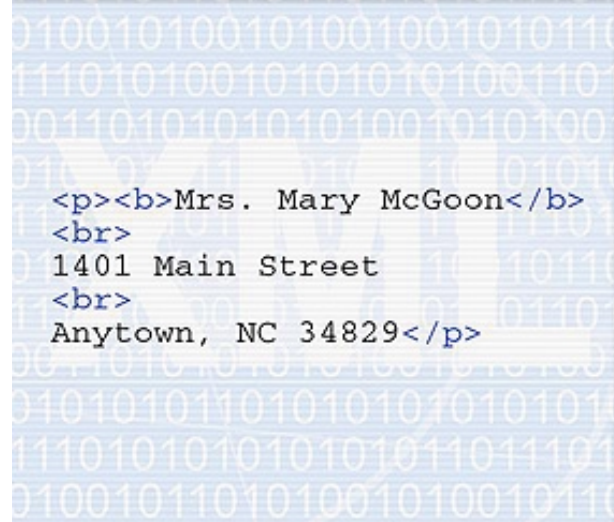 <p><b>Mrs. Mary McGoon</b>
<br>
1401 Main Street
<br>
Anytown, NC 34829</p>